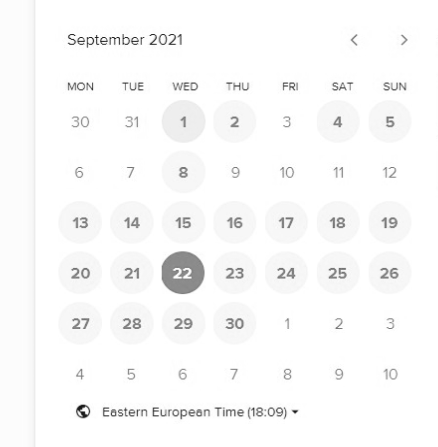 September 2021
MON TUE WED THU FRI SAT SUN
30 31 1 2 3 4 5
6 7 8 9 10 11 12
13 14 15 16 17 18 19
20 21 22 23 24 25 26
27 28 29 30 1 2 3
4 5 6 7 8 9 10
Eastern European Time (18:09)